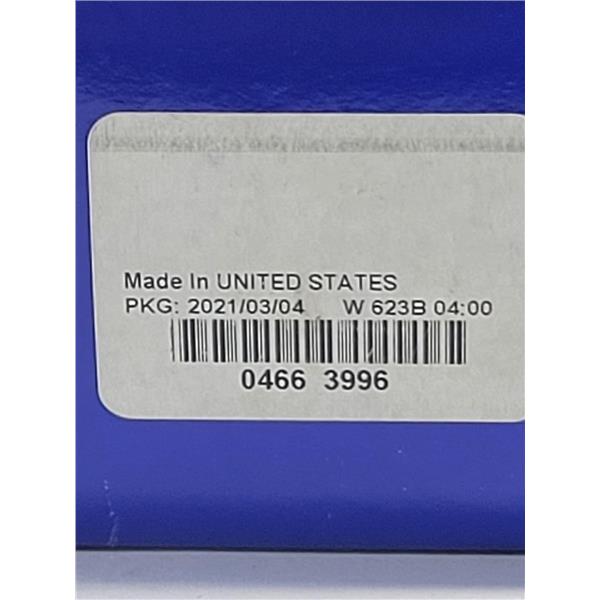 Made In UNITED STATES
PKG: 2021/03/04 W 623B 04:00
0466 3996